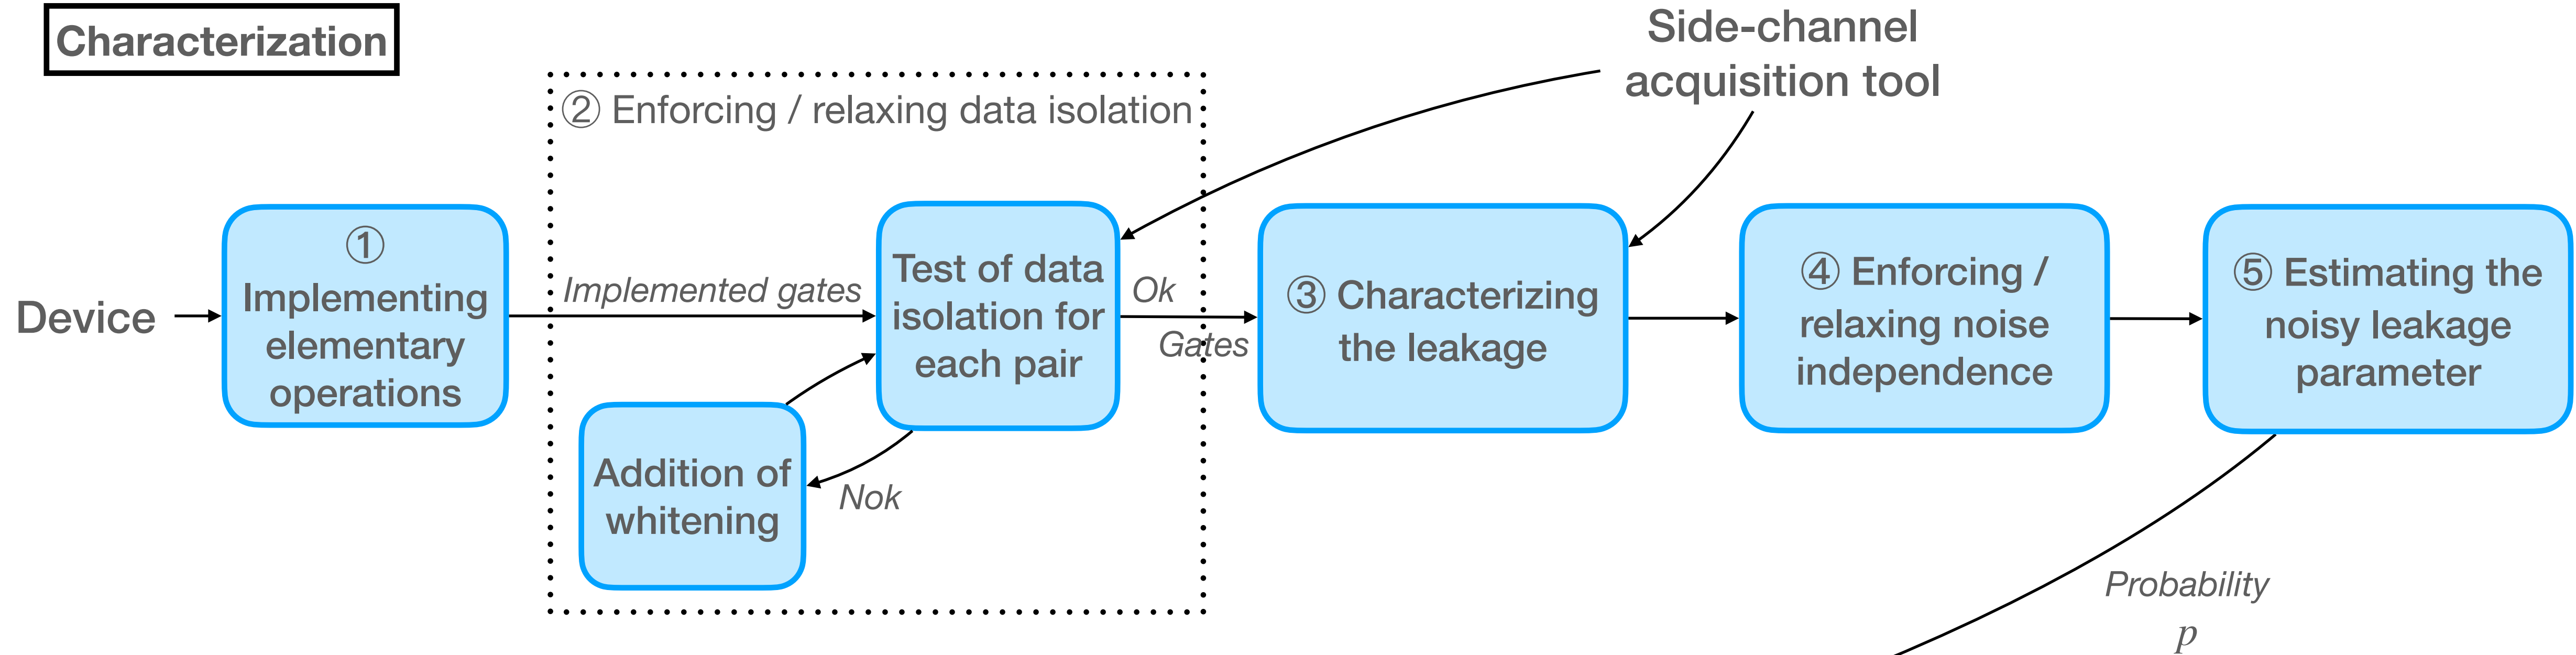 Characterization
Side-channel
acquisition tool
② Enforcing / relaxing data isolation
Device
①
Implementing
elementary
operations
Implemented gates
Test of data
isolation for
each pair
Ok
Gates
Addition of
whitening
Nok
③ Characterizing
the leakage
④ Enforcing /
relaxing noise
independence
⑤ Estimating the
noisy leakage
parameter
Probability
p